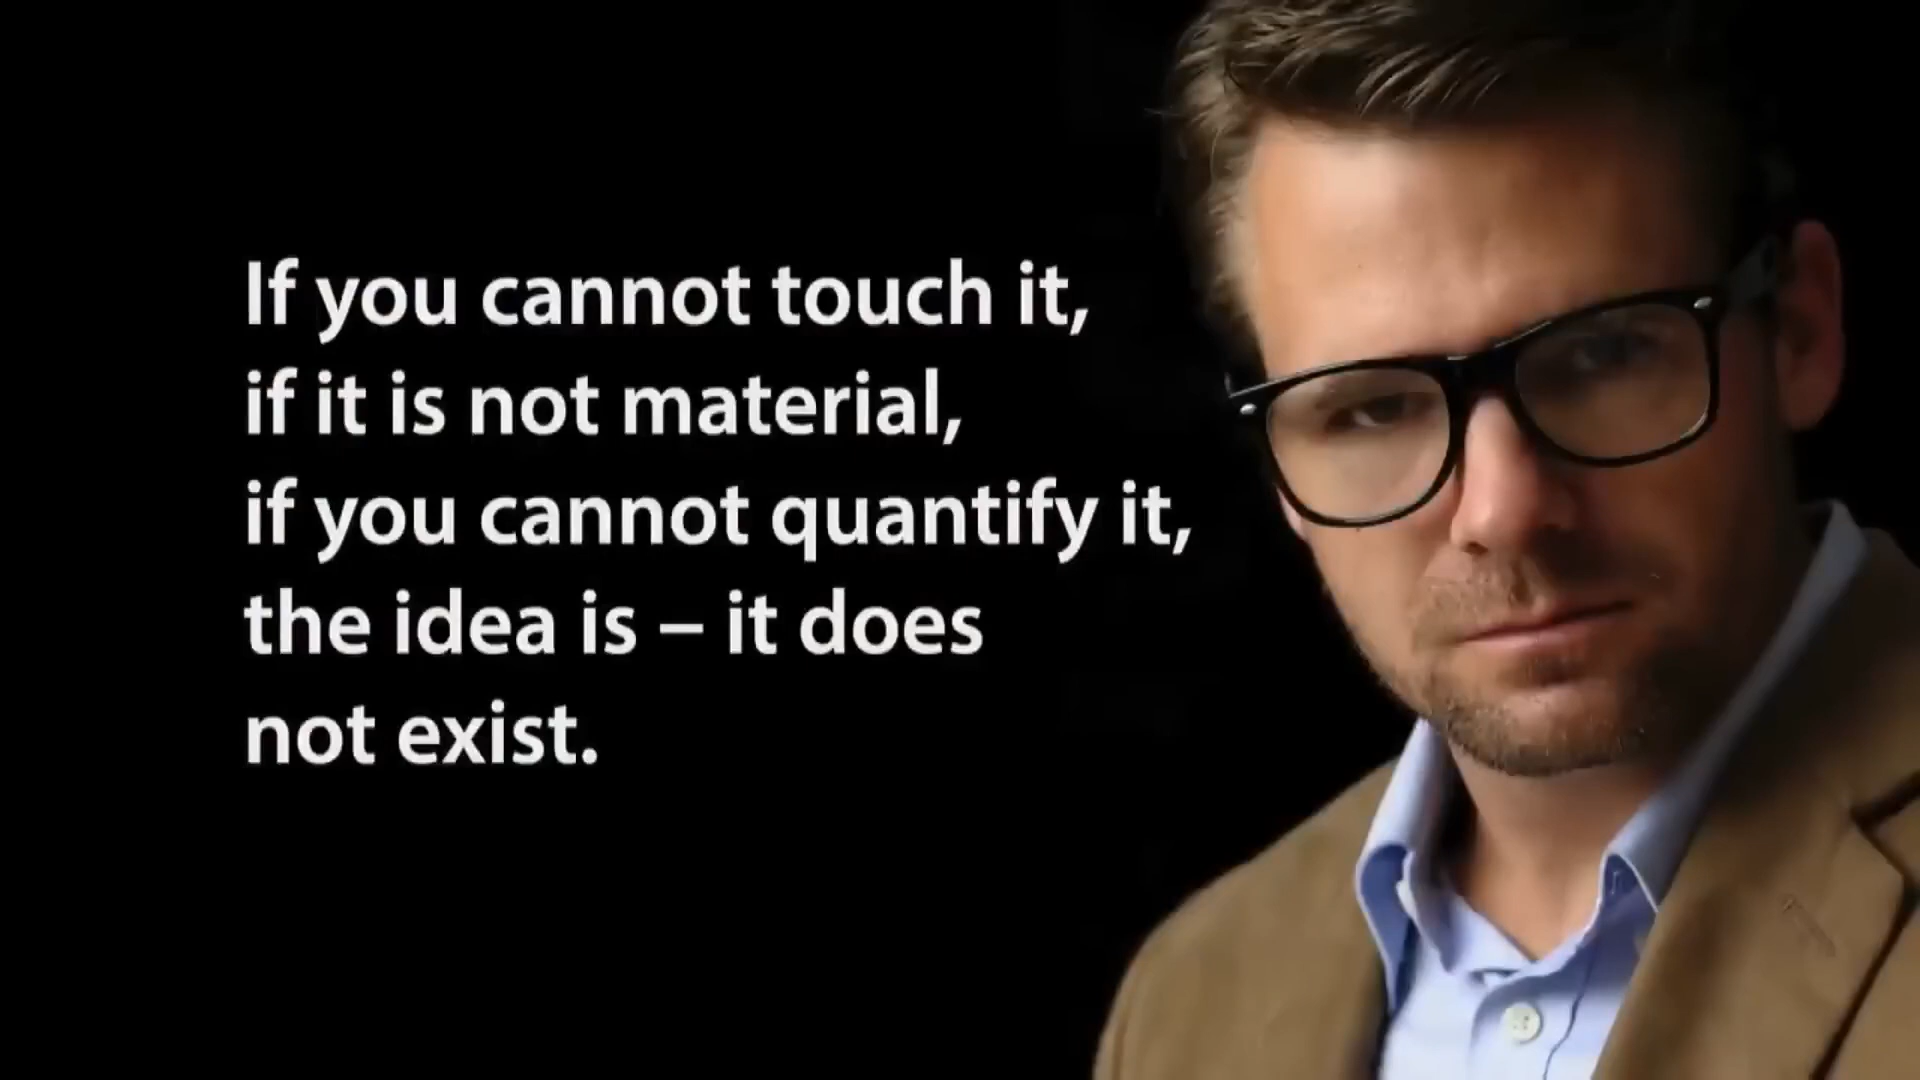 If you cannot touch it,
if it is not material,
if you cannot quantify it,
the idea is – it does
not exist.